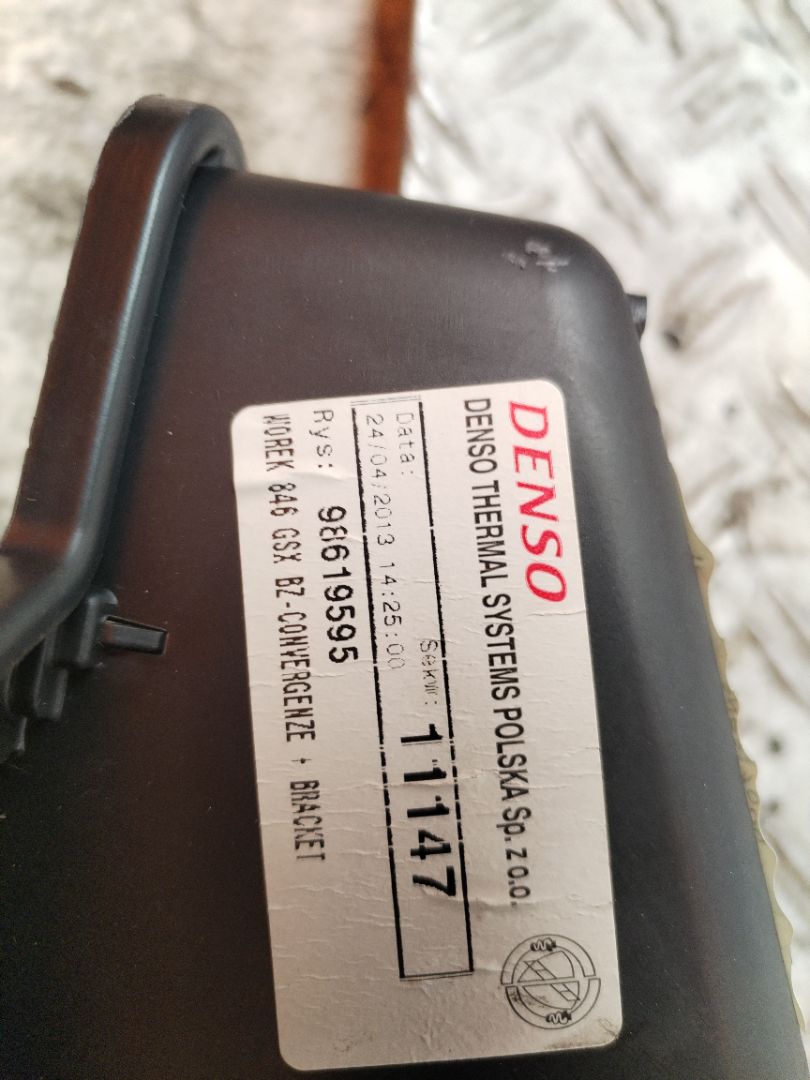 DENSO
DENSO THERMAL SYSTEMS POLSKA Sp. z o.o.
Data: Sekw: 11147
24/04/2013 14:25:00
Rys: 98619595
WOREK 846 GSX BZ-CONVERGENZE + BRACKET